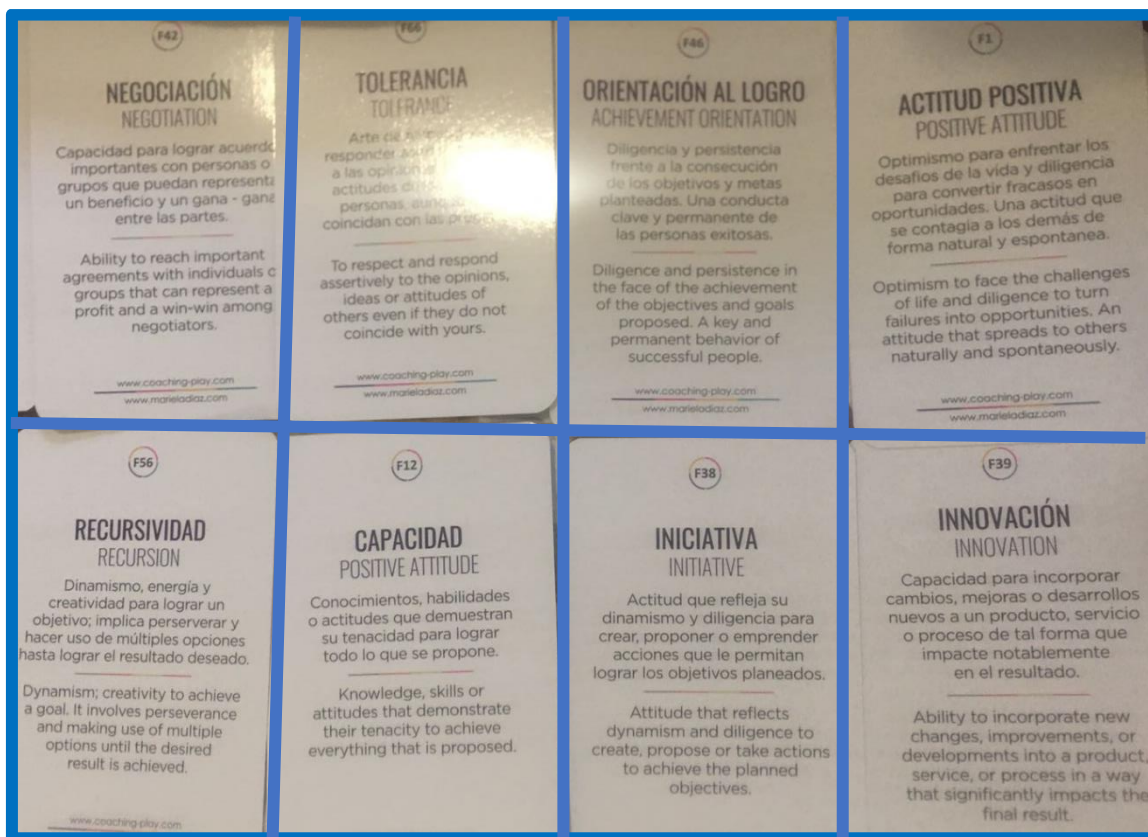 F42
NEGOCIACIÓN
NEGOTIATION
Capacidad para lograr acuerdo
importantes con personas o
grupos que puedan representa
un beneficio y un gana - gana
entre las partes.
Ability to reach important
agreements with individuals o
groups that can represent a
profit and a win-win among
negotiators.
www.coaching-play.com
www.marieladiaz.com
F66
TOLERANCIA
TOLERANCE
Arte de
responder
a las
actitudes
personas, aunque
coincidan con las
To respect and respond
assertively to the opinions,
ideas or attitudes of
others even if they do not
coincide with yours.
www.coaching-play.com
www.marieladiaz.com
F46
ORIENTACIÓN AL LOGRO
ACHIEVEMENT ORIENTATION
Diligencia y persistencia
frente a la consecución
de los objetivos y metas
planteadas. Una conducta
clave y permanente de
las personas exitosas.
Diligence and persistence in
the face of the achievement
of the objectives and goals
proposed. A key and
permanent behavior of
successful people.
www.coaching-play.com
www.marieladiaz.com
F1
ACTITUD POSITIVA
POSITIVE ATTITUDE
Optimismo para enfrentar los
desafíos de la vida y diligencia
para convertir fracasos en
oportunidades. Una actitud que
se contagia a los demás de
forma natural y espontanea.
Optimism to face the challenges
of life and diligence to turn
failures into opportunities. An
attitude that spreads to others
naturally and spontaneously.
www.coaching-play.com
www.marieladiaz.com
F56
RECURSIVIDAD
RECURSION
Dinamismo, energía y
creatividad para lograr un
objetivo; implica perserverar y
hacer uso de múltiples opciones
hasta lograr el resultado deseado.
Dynamism; creativity to achieve
a goal. It involves perseverance
and making use of multiple
options until the desired
result is achieved.
www.coaching-play.com
F12
CAPACIDAD
POSITIVE ATTITUDE
Conocimientos, habilidades
o actitudes que demuestran
su tenacidad para lograr
todo lo que se propone.
Knowledge, skills or
attitudes that demonstrate
their tenacity to achieve
everything that is proposed.
F38
INICIATIVA
INITIATIVE
Actitud que refleja su
dinamismo y diligencia para
crear, proponer o emprender
acciones que le permitan
lograr los objetivos planeados.
Attitude that reflects
dynamism and diligence to
create, propose or take actions
to achieve the planned
objectives.
F39
INNOVACIÓN
INNOVATION
Capacidad para incorporar
cambios, mejoras o desarrollos
nuevos a un producto, servicio
o proceso de tal forma que
impacte notablemente
en el resultado.
Ability to incorporate new
changes, improvements, or
developments into a product,
service, or process in a way
that significantly impacts the
final result.